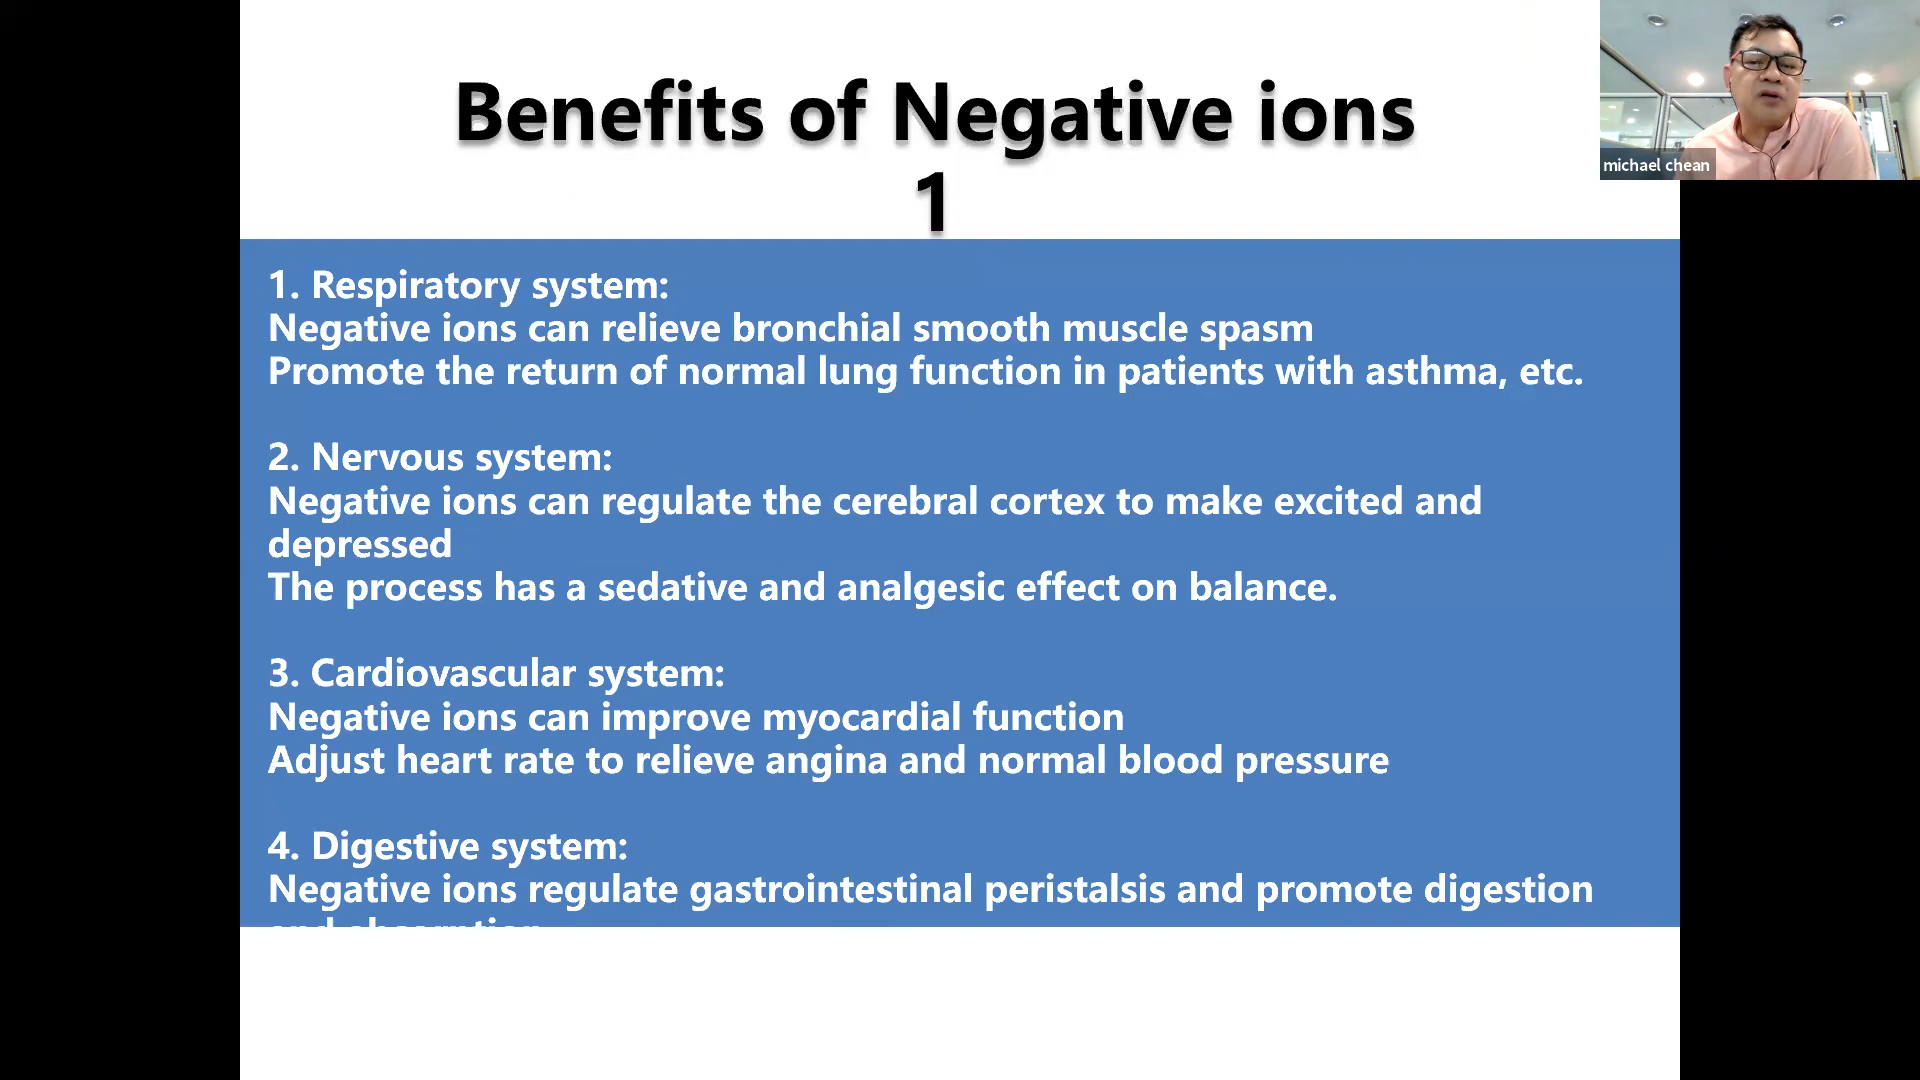 Benefits of Negative ions
1
michael chean
1. Respiratory system:
Negative ions can relieve bronchial smooth muscle spasm
Promote the return of normal lung function in patients with asthma, etc.
2. Nervous system:
Negative ions can regulate the cerebral cortex to make excited and
depressed
The process has a sedative and analgesic effect on balance.
3. Cardiovascular system:
Negative ions can improve myocardial function
Adjust heart rate to relieve angina and normal blood pressure
4. Digestive system:
Negative ions regulate gastrointestinal peristalsis and promote digestion
and absorption